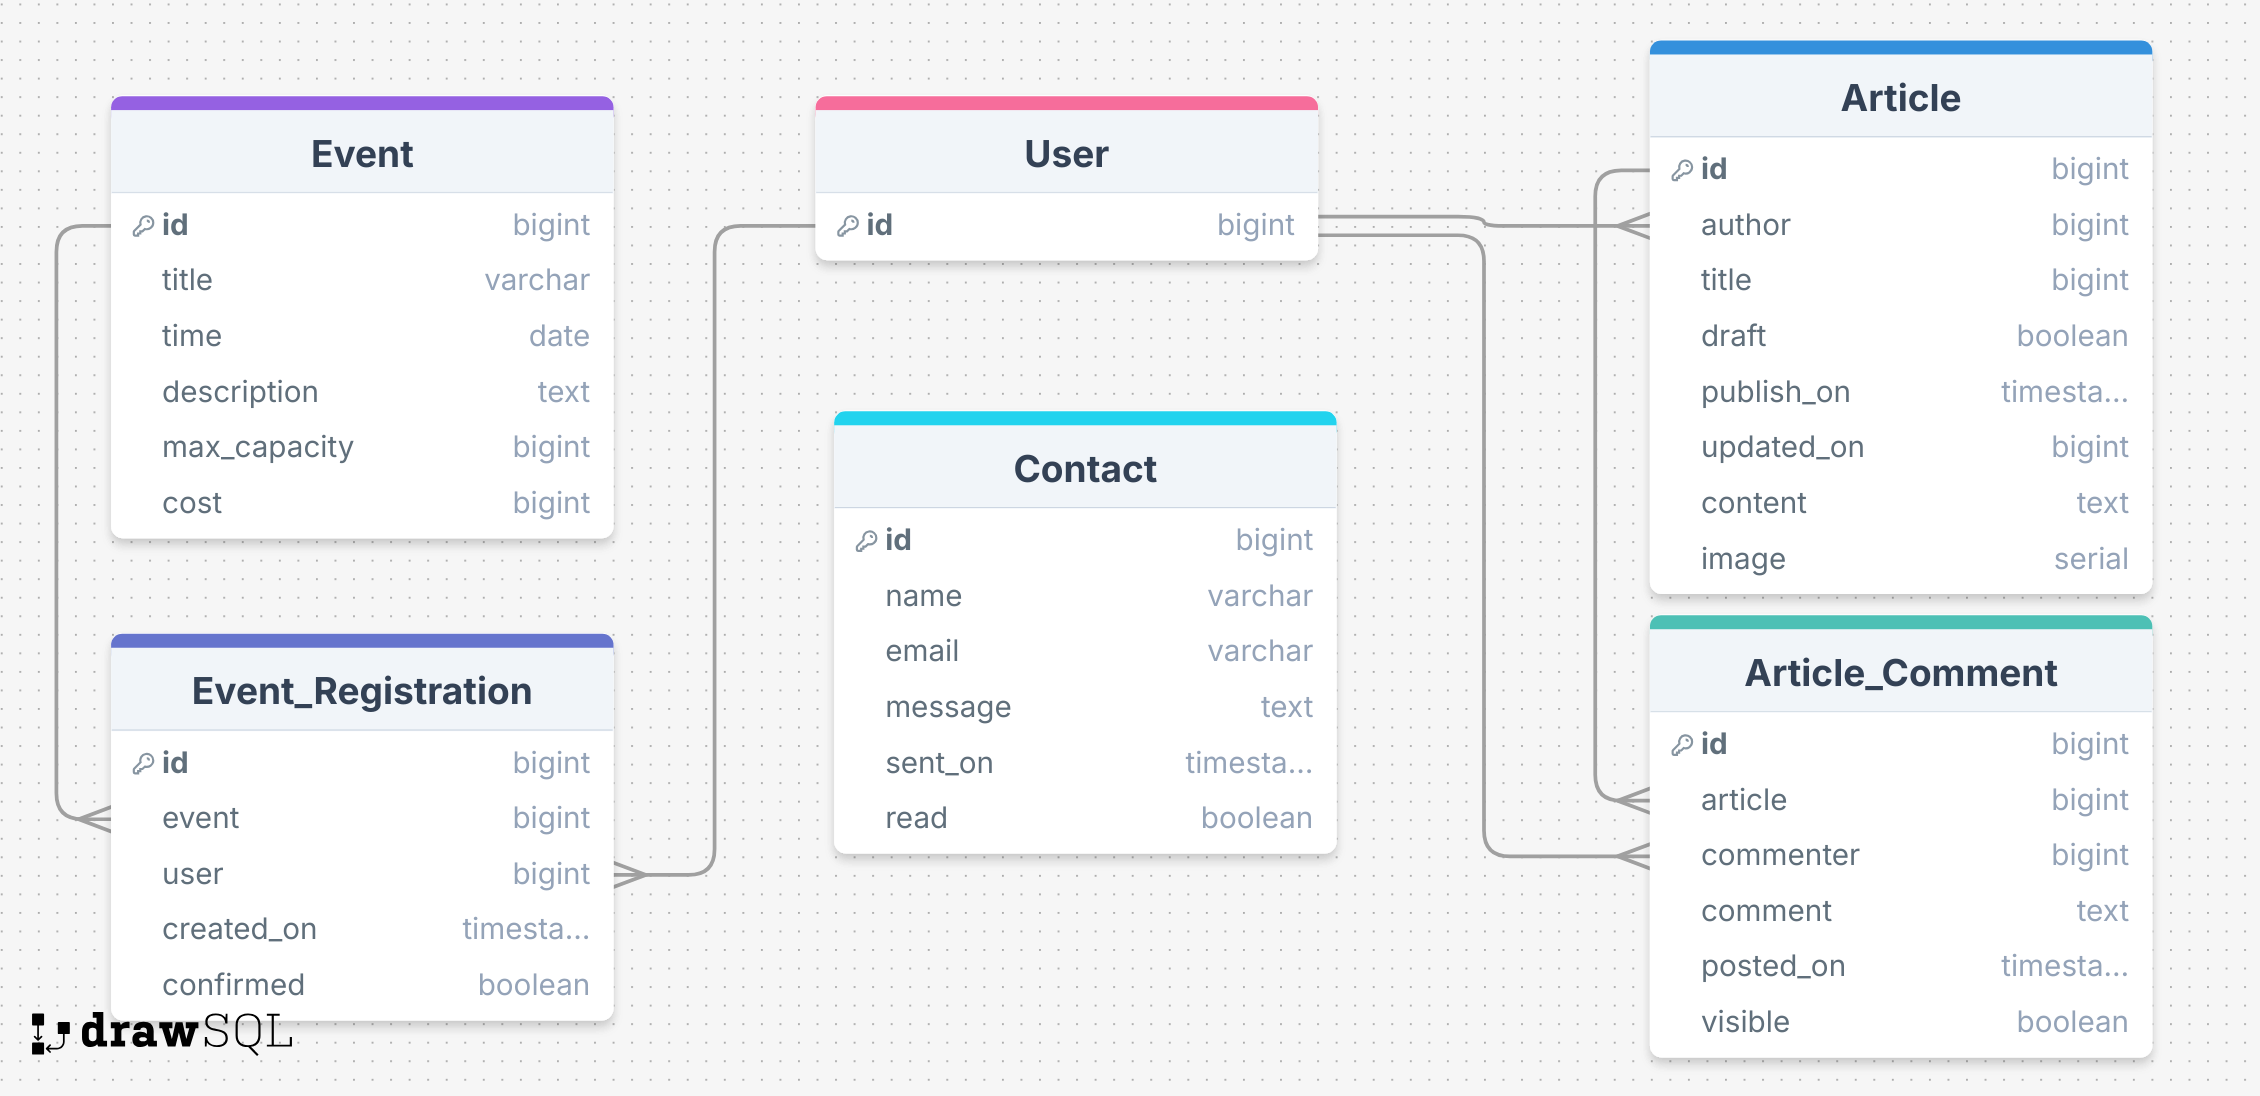 Event
id bigint
title varchar
time date
description text
max_capacity bigint
cost bigint
Event_Registration
id bigint
event bigint
user bigint
created_on timesta...
confirmed boolean
User
id bigint
Contact
id bigint
name varchar
email varchar
message text
sent_on timesta...
read boolean
Article
id bigint
author bigint
title bigint
draft boolean
publish_on timesta...
updated_on bigint
content text
image serial
Article_Comment
id bigint
article bigint
commenter bigint
comment text
posted_on timesta...
visible boolean
drawSQL